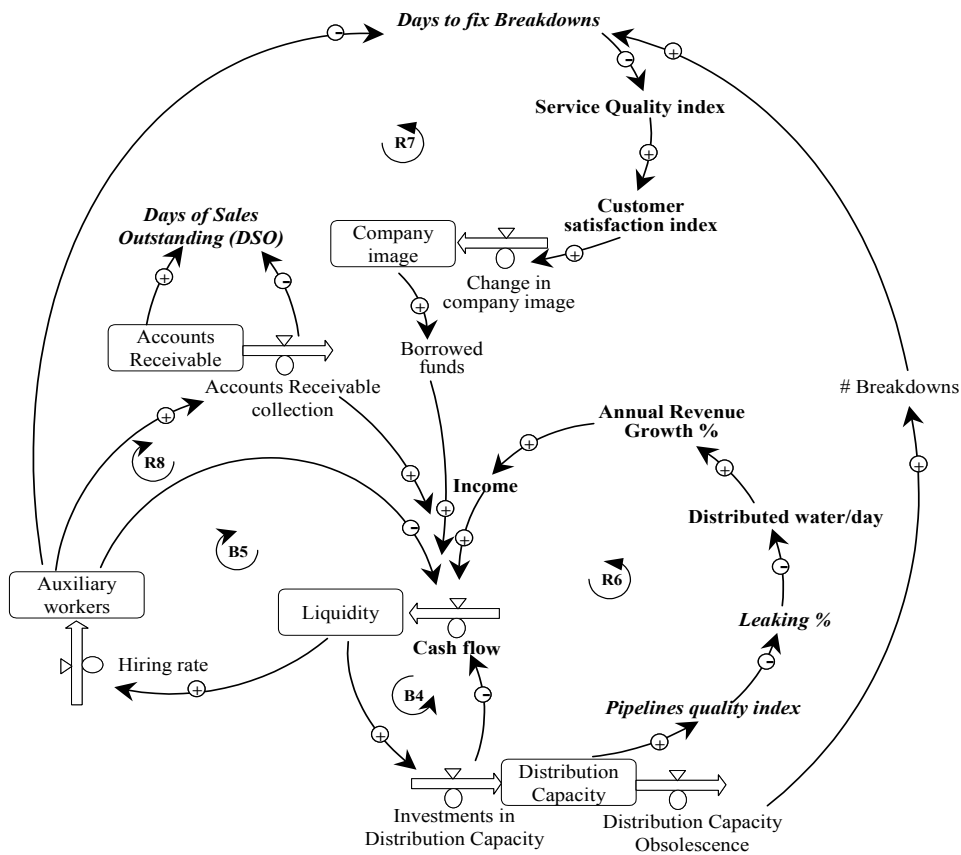 Days to fix Breakdowns
-
+
-
Service Quality index
R7
+
Customer
satisfaction index
Days of Sales
Outstanding (DSO)
Company
image
+
+
-
Change in
company image
+
Accounts
Receivable
Borrowed
funds
Accounts Receivable
collection
# Breakdowns
+
Annual Revenue
Growth %
+
R8
+
+
+
Income
+
-
+
Distributed water/day
+
B5
-
R6
Auxiliary
workers
Liquidity
Leaking %
Cash flow
Hiring rate
-
+
B4
-
Pipelines quality index
+
+
Distribution
Capacity
Investments in
Distribution Capacity
Distribution Capacity
Obsolescence